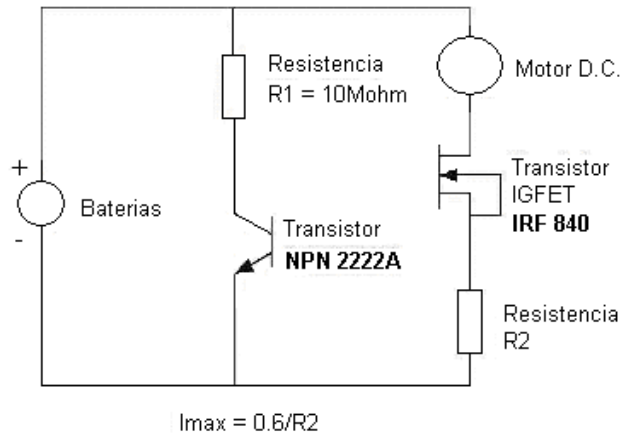 Resistencia
R1 = 10Mohm
Motor D.C.
+
Baterias
-
Transistor
NPN 2222A
Transistor
IGFET
IRF 840
Resistencia
R2
Imax = 0.6/R2